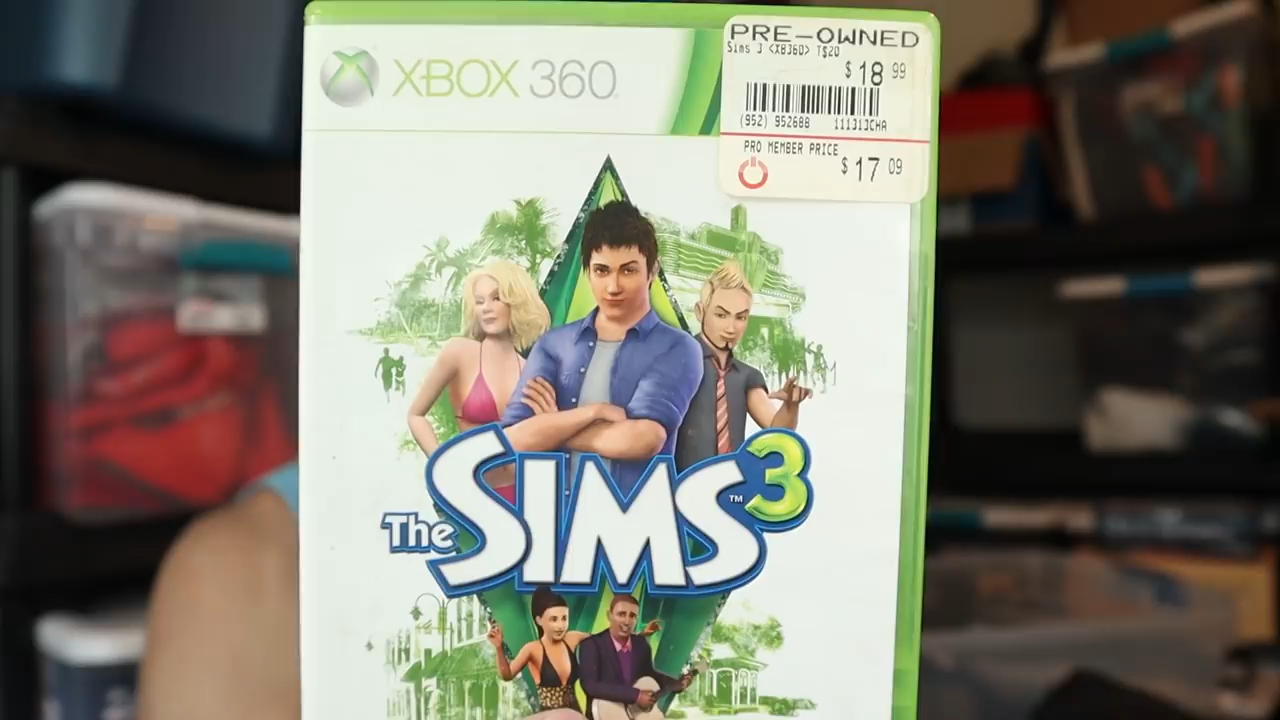 XBOX 360
PRE-OWNED
Sims 3 <XB360> T$20
$ 18 99
(952) 952688 111313CHA
PRO MEMBER PRICE
$ 17 09
The SIMS™ 3